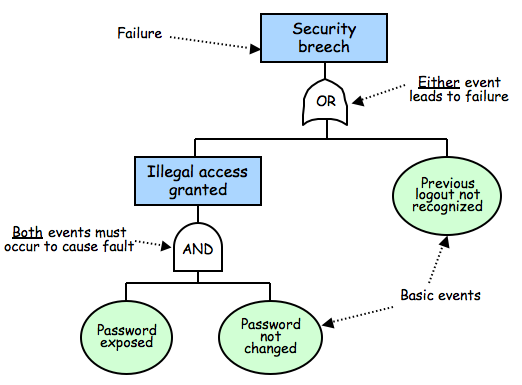 Failure
Security
breech
OR
Either event
leads to failure
Illegal access
granted
Previous
logout not
recognized
Both events must
occur to cause fault
AND
Basic events
Password
exposed
Password
not
changed